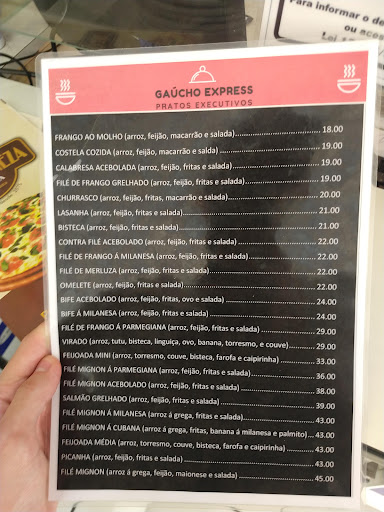 Para informar o de
ou acesse
GAÚCHO EXPRESS
PRATOS EXECUTIVOS
FRANGO AO MOLHO (arroz, feijão, macarrão e salada) 18.00
COSTELA COZIDA (arroz, feijão, macarrão e salda) 19.00
CALABRESA ACEBOLADA (arroz, feijão, fritas e salada) 19.00
FILÉ DE FRANGO GRELHADO (arroz, feijão, fritas e salada) 19.00
CHURRASCO (arroz, feijão, fritas, macarrão e salada) 20.00
LASANHA (arroz, feijão, fritas e salada) 21.00
BISTECA (arroz, feijão, fritas e salada) 21.00
CONTRA FILÉ ACEBOLADO (arroz, feijão, fritas e salada) 22.00
FILÉ DE FRANGO Á MILANESA (arroz, feijão, fritas e salada) 22.00
FILÉ DE MERLUZA (arroz, feijão, fritas e salada) 22.00
OMELETE (arroz, feijão, fritas e salada) 22.00
BIFE ACEBOLADO (arroz, feijão, fritas, ovo e salada) 24.00
BIFE Á MILANESA (arroz, feijão, fritas e salada) 24.00
FILÉ DE FRANGO Á PARMEGIANA (arroz, feijão, fritas e salada) 29.00
VIRADO (arroz, tutu, bisteca, linguiça, ovo, banana, torresmo, e couve) 29.00
FEIJOADA MINI (arroz, torresmo, couve, bisteca, farofa e caipirinha) 33.00
FILÉ MIGNON Á PARMEGIANA (arroz, feijão, fritas e salada) 36.00
FILÉ MIGNON ACEBOLADO (arroz, feijão, fritas e salada) 38.00
SALMÃO GRELHADO (arroz, feijão, fritas e salada) 39.00
FILÉ MIGNON Á MILANESA (arroz á grega, fritas e salada) 43.00
FILÉ MIGNON Á CUBANA (arroz á grega, fritas, banana á milanesa e palmito) 43.00
FEIJOADA MÉDIA (arroz, torresmo, couve, bisteca, farofa e caipirinha) 43.00
PICANHA (arroz, feijão, fritas e salada) 43.00
FILÉ MIGNON (arroz á grega, feijão, maionese e salada) 45.00